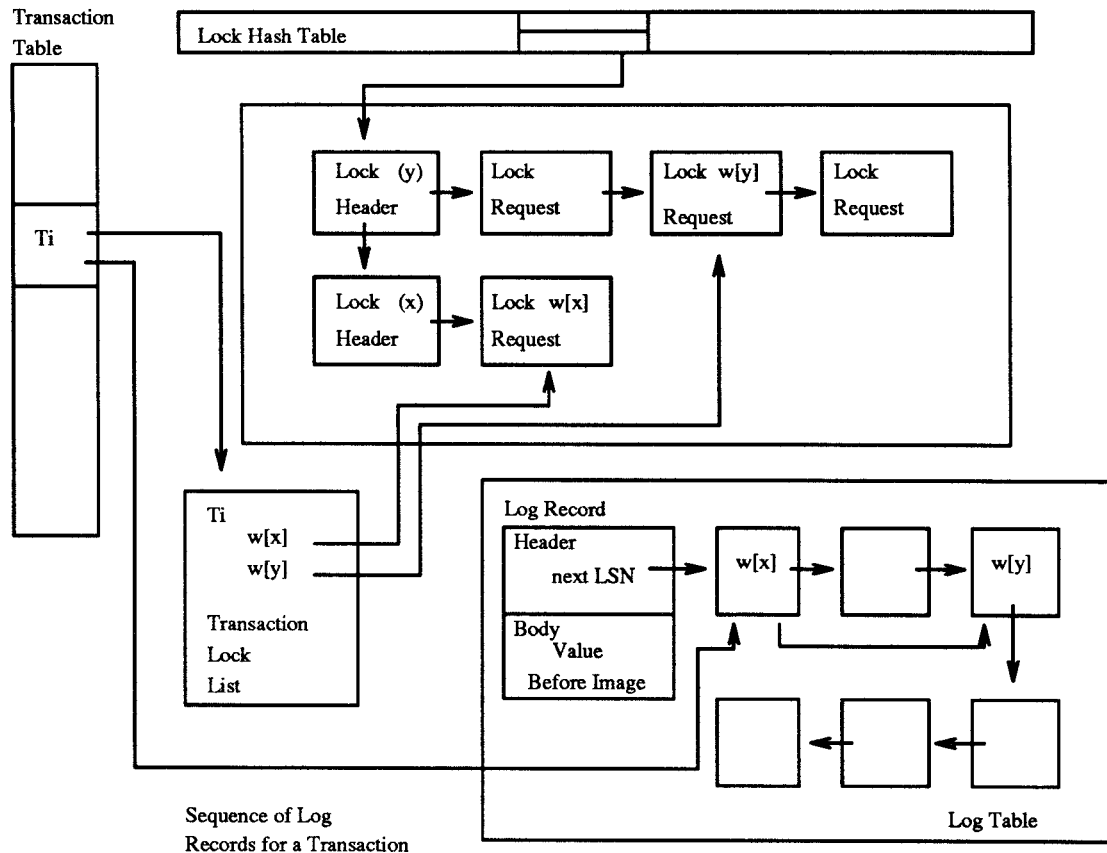 Transaction
Table
Lock Hash Table
Lock (y)
Header
Lock
Request
Lock w[y]
Request
Lock
Request
Ti
Lock (x)
Header
Lock w[x]
Request
Ti
w[x]
w[y]
Transaction
Lock
List
Log Record
Header
next LSN
Body
Value
Before Image
w[x]
w[y]
Log Table
Sequence of Log
Records for a Transaction